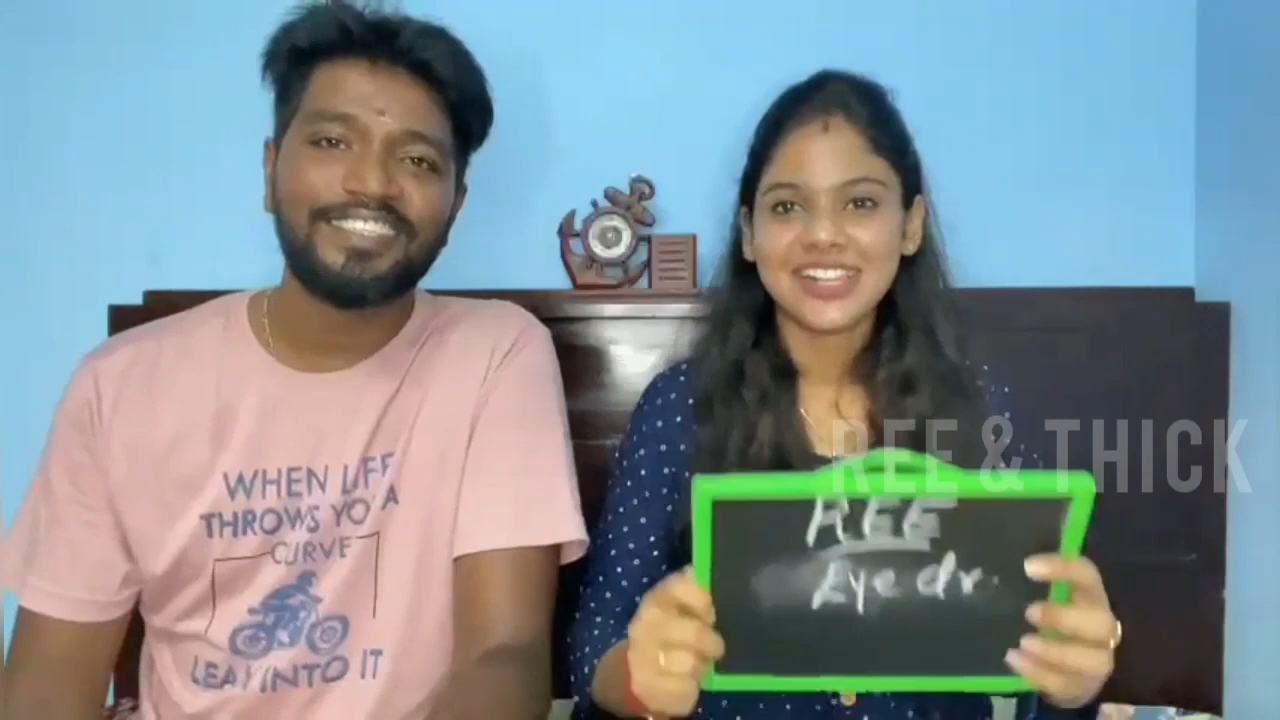 WHEN LIFE
THROWS YOU A
CURVE
LEAN INTO IT
REE & THICK
REE
Eye dr.